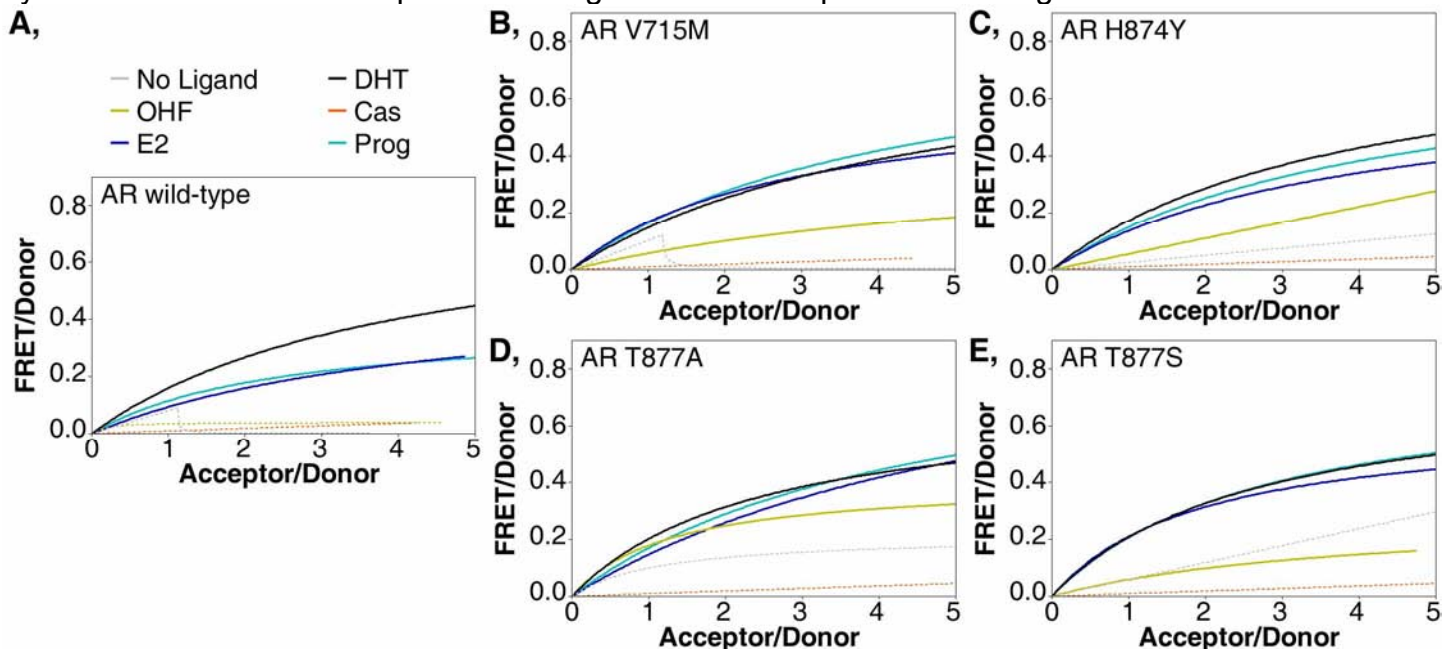 A,
No Ligand
OHF
E2
DHT
Cas
Prog
AR wild-type
0.8
0.6
0.4
0.2
0.0
0 1 2 3 4 5
FRET/Donor
Acceptor/Donor
B,
AR V715M
0.8
0.6
0.4
0.2
0.0
0 1 2 3 4 5
FRET/Donor
Acceptor/Donor
C,
AR H874Y
0.8
0.6
0.4
0.2
0.0
0 1 2 3 4 5
FRET/Donor
Acceptor/Donor
D,
AR T877A
0.8
0.6
0.4
0.2
0.0
0 1 2 3 4 5
FRET/Donor
Acceptor/Donor
E,
AR T877S
0.8
0.6
0.4
0.2
0.0
0 1 2 3 4 5
FRET/Donor
Acceptor/Donor